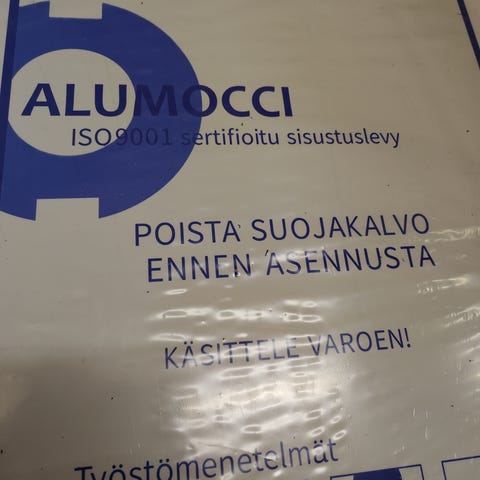 ALUMOCCI
ISO9001 sertifioitu sisustuslevy
POISTA SUOJAKALVO
ENNEN ASENNUSTA
KÄSITTELE VAROEN!
Työstömenetelmät